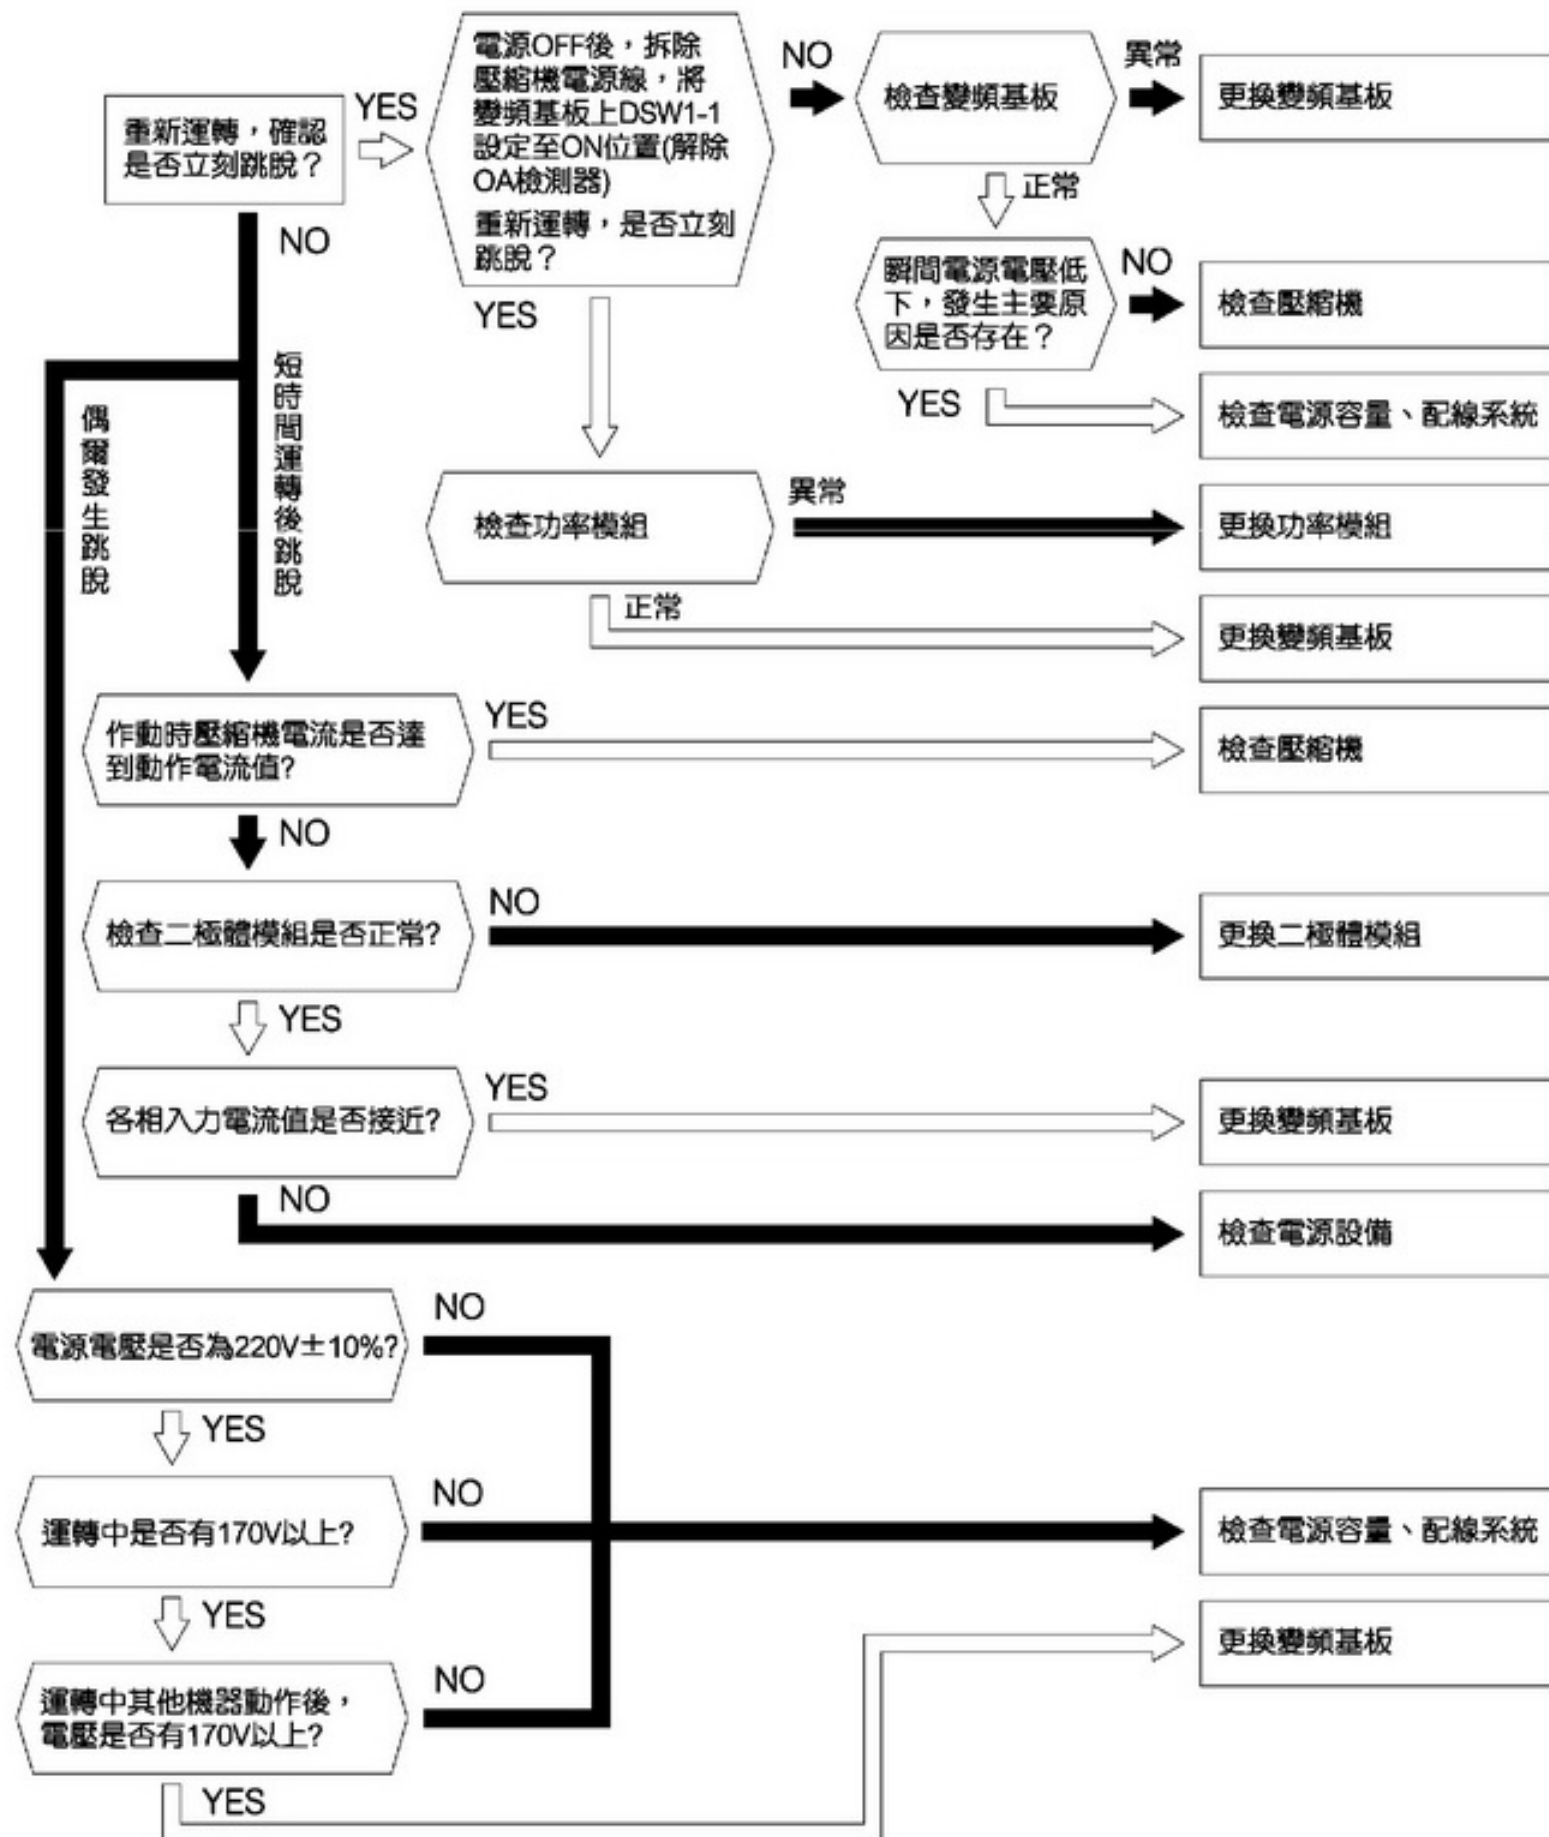 重新運轉，確認
是否立刻跳脫？
YES
電源OFF後，拆除
壓縮機電源線，將
變頻基板上DSW1-1
設定至ON位置(解除
OA檢測器)
重新運轉，是否立刻
跳脫？
NO
檢查變頻基板
異常
更換變頻基板
正常
瞬間電源電壓低
下，發生主要原
因是否存在？
NO
檢查壓縮機
YES
檢查電源容量、配線系統
YES
檢查功率模組
異常
更換功率模組
正常
更換變頻基板
NO
短時間運轉後跳脫
偶爾發生跳脫
作動時壓縮機電流是否達
到動作電流值?
YES
檢查壓縮機
NO
檢查二極體模組是否正常?
NO
更換二極體模組
YES
各相入力電流值是否接近?
YES
更換變頻基板
NO
檢查電源設備
電源電壓是否為220V±10%?
NO
YES
運轉中是否有170V以上?
NO
檢查電源容量、配線系統
YES
運轉中其他機器動作後，
電壓是否有170V以上?
NO
YES
更換變頻基板